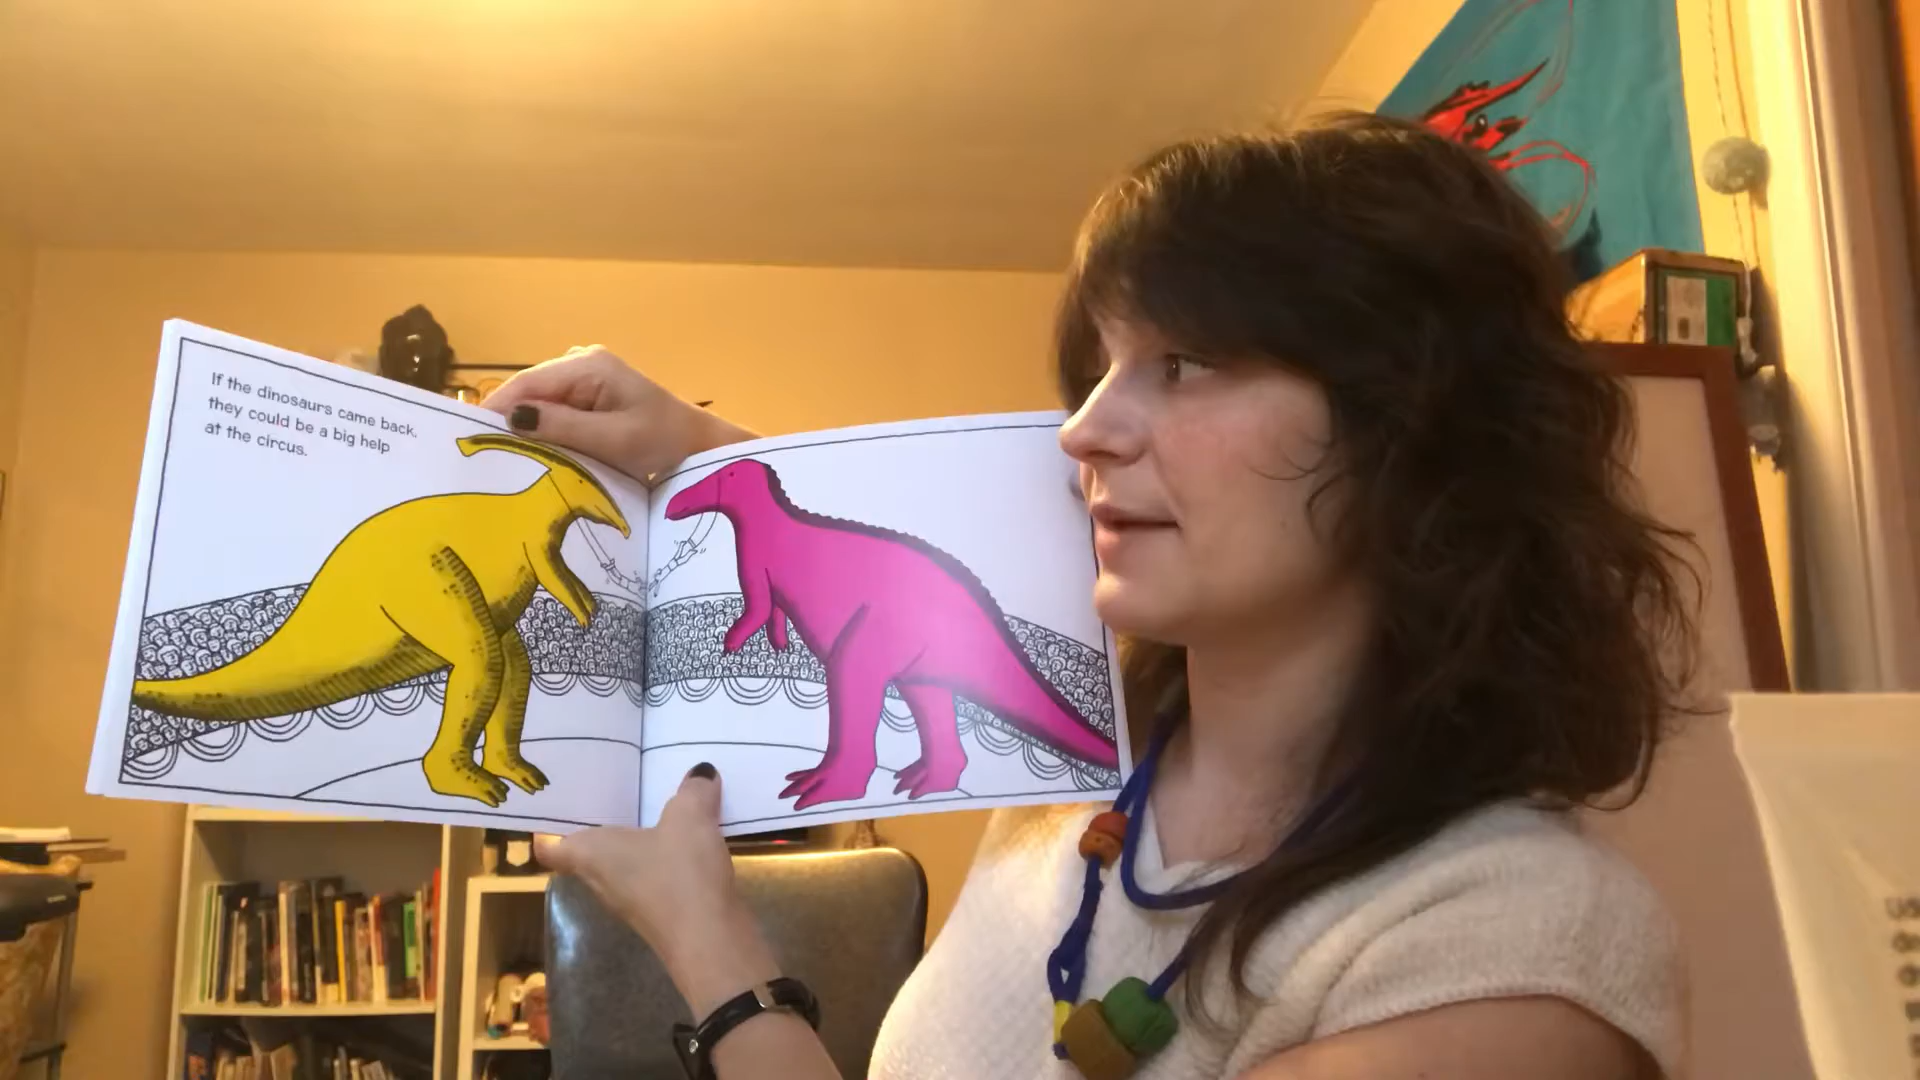 If the dinosaurs came back,
they could be a big help
at the circus.